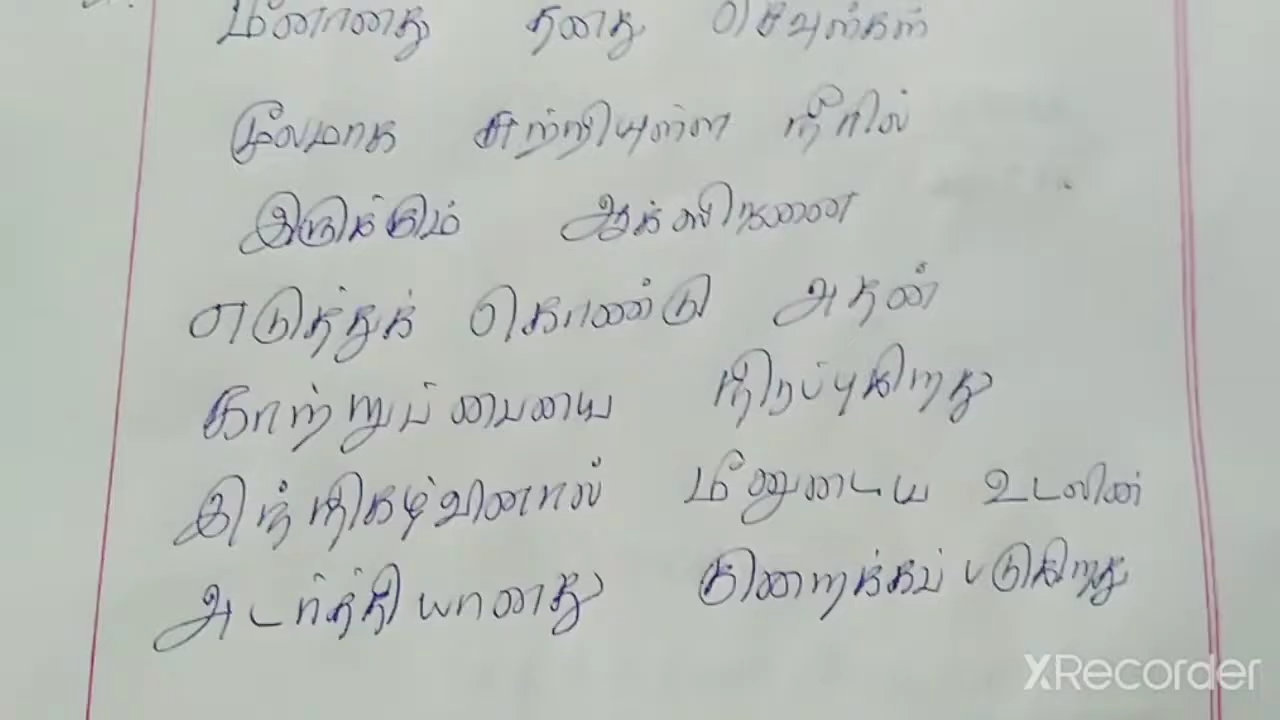 மீனானது தனது செவுள்கள்
மூலமாக சுற்றியுள்ள நீரில்
இருக்கும் ஆக்ஸிஜனை
எடுத்துக் கொண்டு அதன்
காற்றுப் பையை நிரப்புகிறது
இந்நிகழ்வினால் மீனுடைய உடலின்
அடர்த்தியானது குறைக்கப் படுகிறது
XRecorder